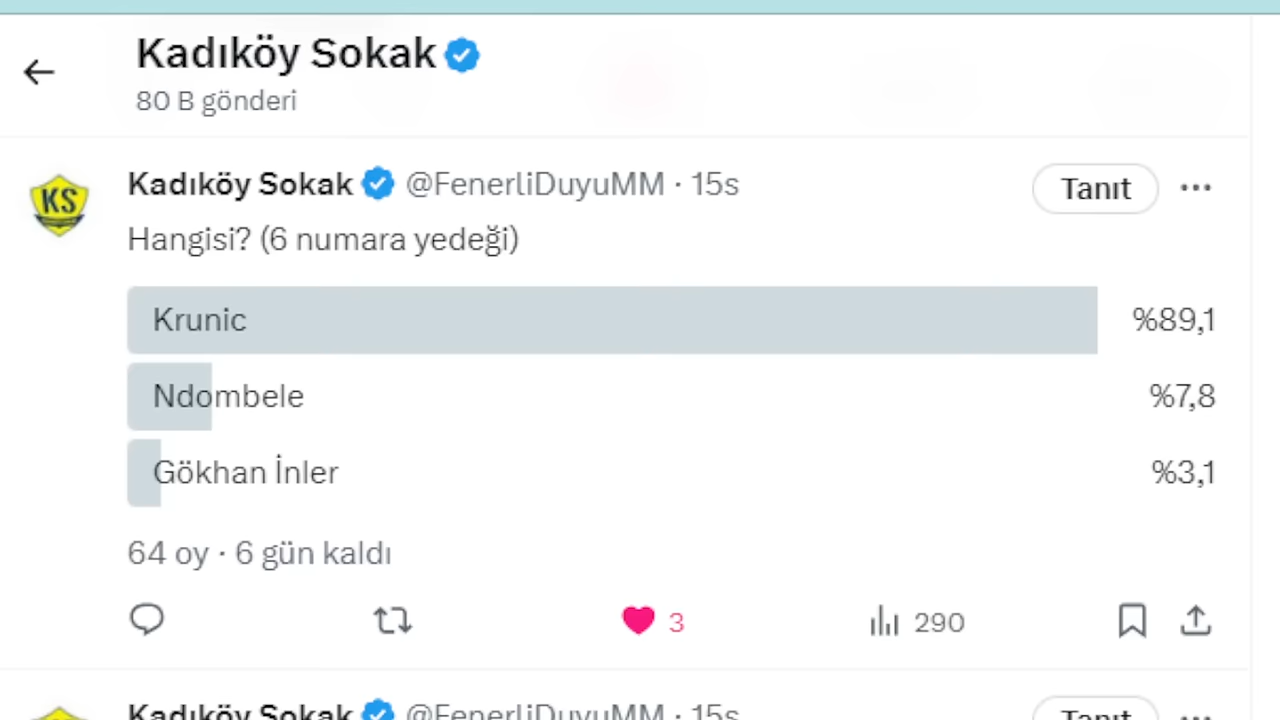 Kadıköy Sokak
80 B gönderi
KS
Kadıköy Sokak @FenerliDuyuMM · 15s
Tanıt
Hangisi? (6 numara yedeği)
Krunic %89,1
Ndombele %7,8
Gökhan İnler %3,1
64 oy · 6 gün kaldı
3
290
Kadıköy Sokak @FenerliDuyuMM · 15s
Tanıt